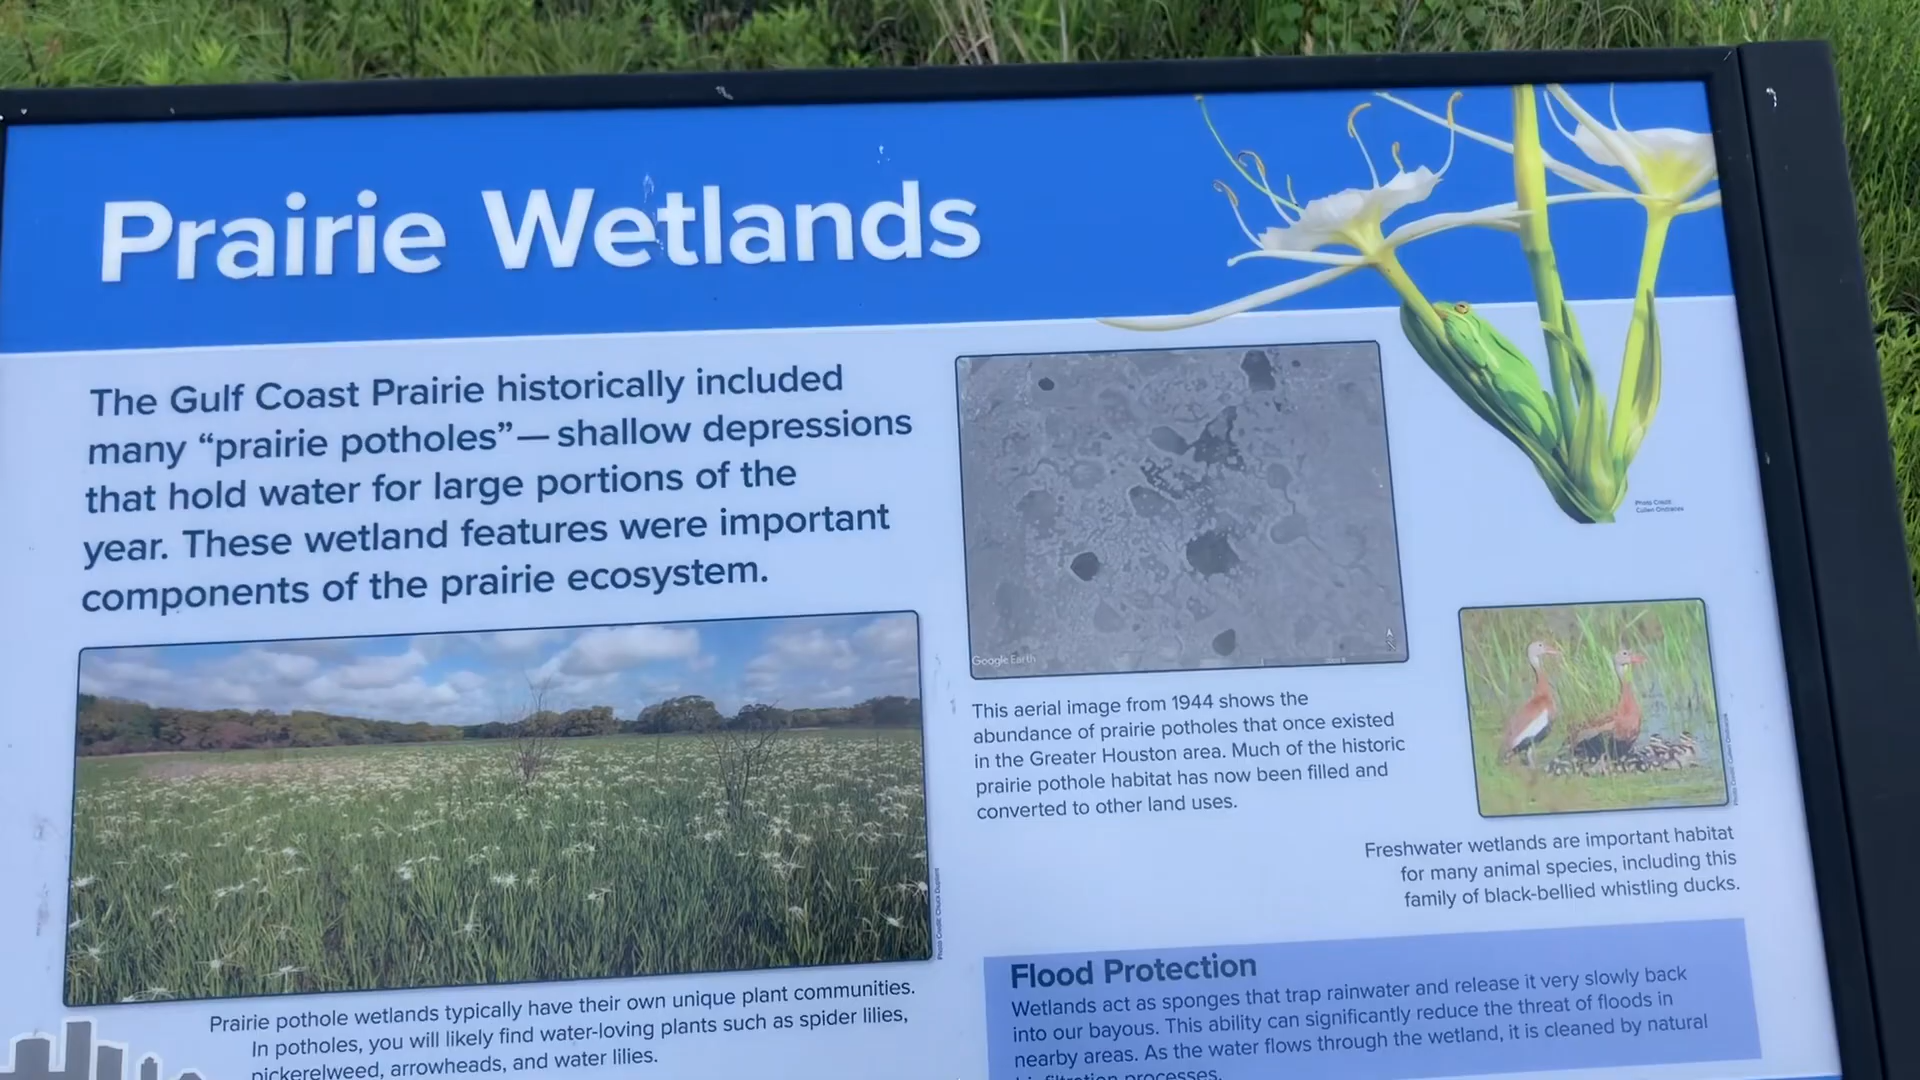 Prairie Wetlands
The Gulf Coast Prairie historically included
many “prairie potholes”— shallow depressions
that hold water for large portions of the
year. These wetland features were important
components of the prairie ecosystem.
Photo Credit:
Cullen Ondracek
Google Earth
This aerial image from 1944 shows the
abundance of prairie potholes that once existed
in the Greater Houston area. Much of the historic
prairie pothole habitat has now been filled and
converted to other land uses.
Freshwater wetlands are important habitat
for many animal species, including this
family of black-bellied whistling ducks.
Prairie pothole wetlands typically have their own unique plant communities.
In potholes, you will likely find water-loving plants such as spider lilies,
pickerelweed, arrowheads, and water lilies.
Flood Protection
Wetlands act as sponges that trap rainwater and release it very slowly back
into our bayous. This ability can significantly reduce the threat of floods in
nearby areas. As the water flows through the wetland, it is cleaned by natural
processes.